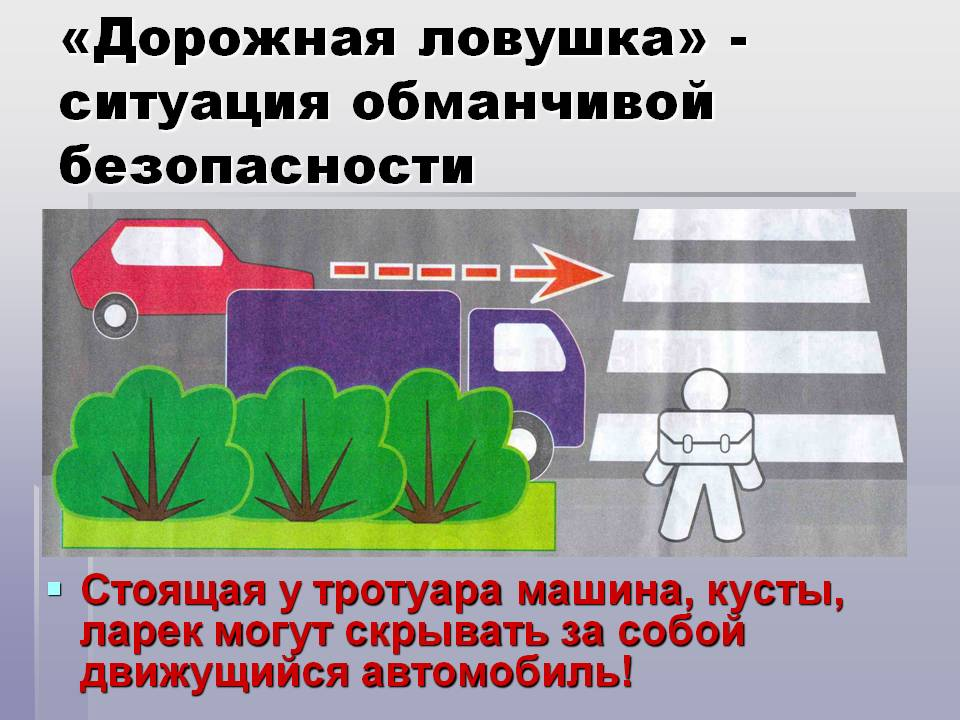 «Дорожная ловушка» -
ситуация обманчивой
безопасности
Стоящая у тротуара машина, кусты,
ларек могут скрывать за собой
движущийся автомобиль!